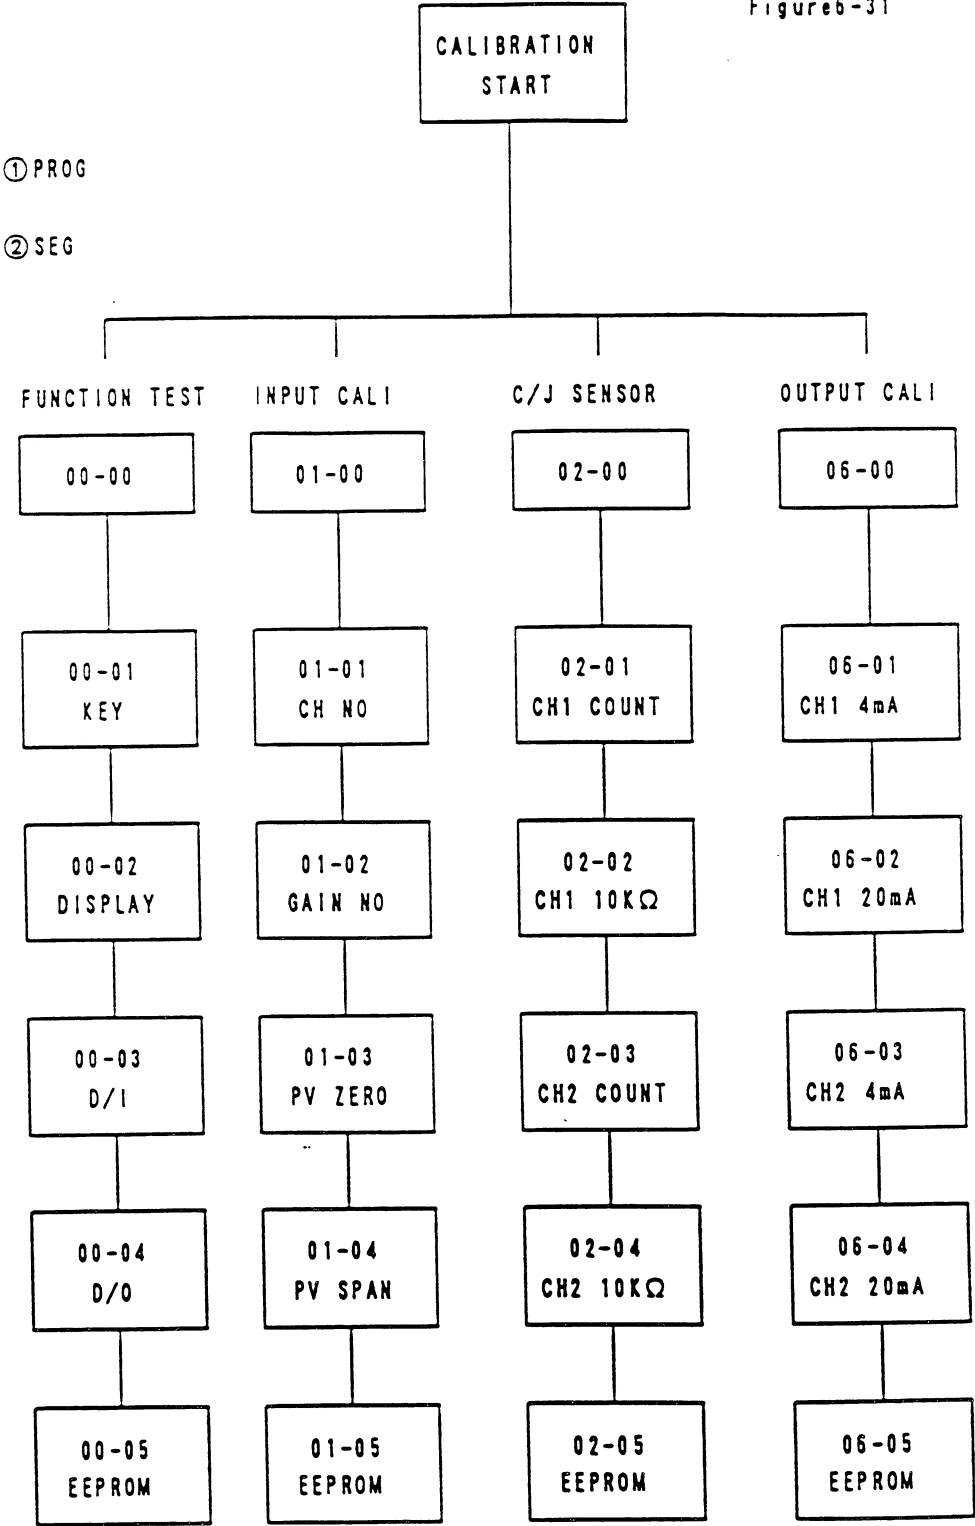 Figure6-31
CALIBRATION
START
①PROG
②SEG
FUNCTION TEST
INPUT CALI
C/J SENSOR
OUTPUT CALI
00-00
01-00
02-00
06-00
00-01
KEY
01-01
CH NO
02-01
CH1 COUNT
06-01
CH1 4mA
00-02
DISPLAY
01-02
GAIN NO
02-02
CH1 10KΩ
06-02
CH1 20mA
00-03
D/I
01-03
PV ZERO
02-03
CH2 COUNT
06-03
CH2 4mA
00-04
D/O
01-04
PV SPAN
02-04
CH2 10KΩ
06-04
CH2 20mA
00-05
EEPROM
01-05
EEPROM
02-05
EEPROM
06-05
EEPROM